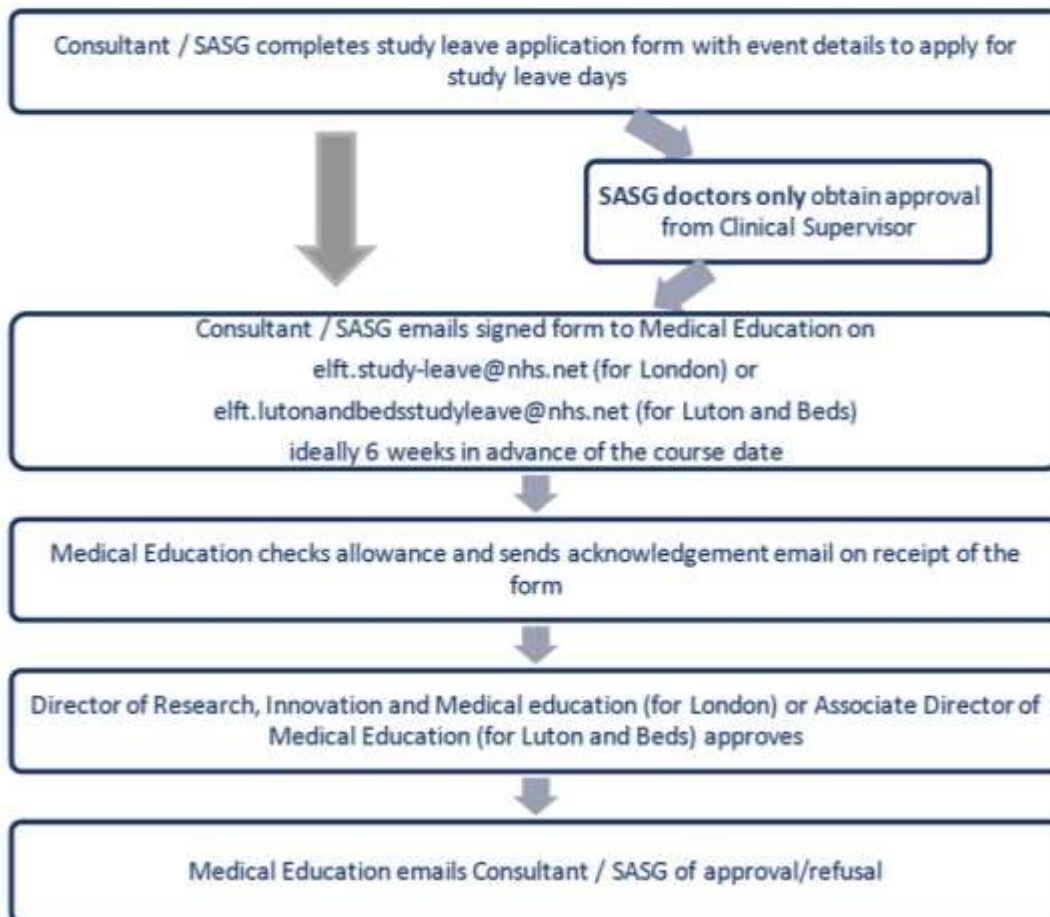 Consultant / SASG completes study leave application form with event details to apply for
study leave days
SASG doctors only obtain approval
from Clinical Supervisor
Consultant / SASG emails signed form to Medical Education on
elft.study-leave@nhs.net (for London) or
elft.lutonandbedsstudyleave@nhs.net (for Luton and Beds)
ideally 6 weeks in advance of the course date
Medical Education checks allowance and sends acknowledgement email on receipt of the
form
Director of Research, Innovation and Medical education (for London) or Associate Director of
Medical Education (for Luton and Beds) approves
Medical Education emails Consultant / SASG of approval/refusal